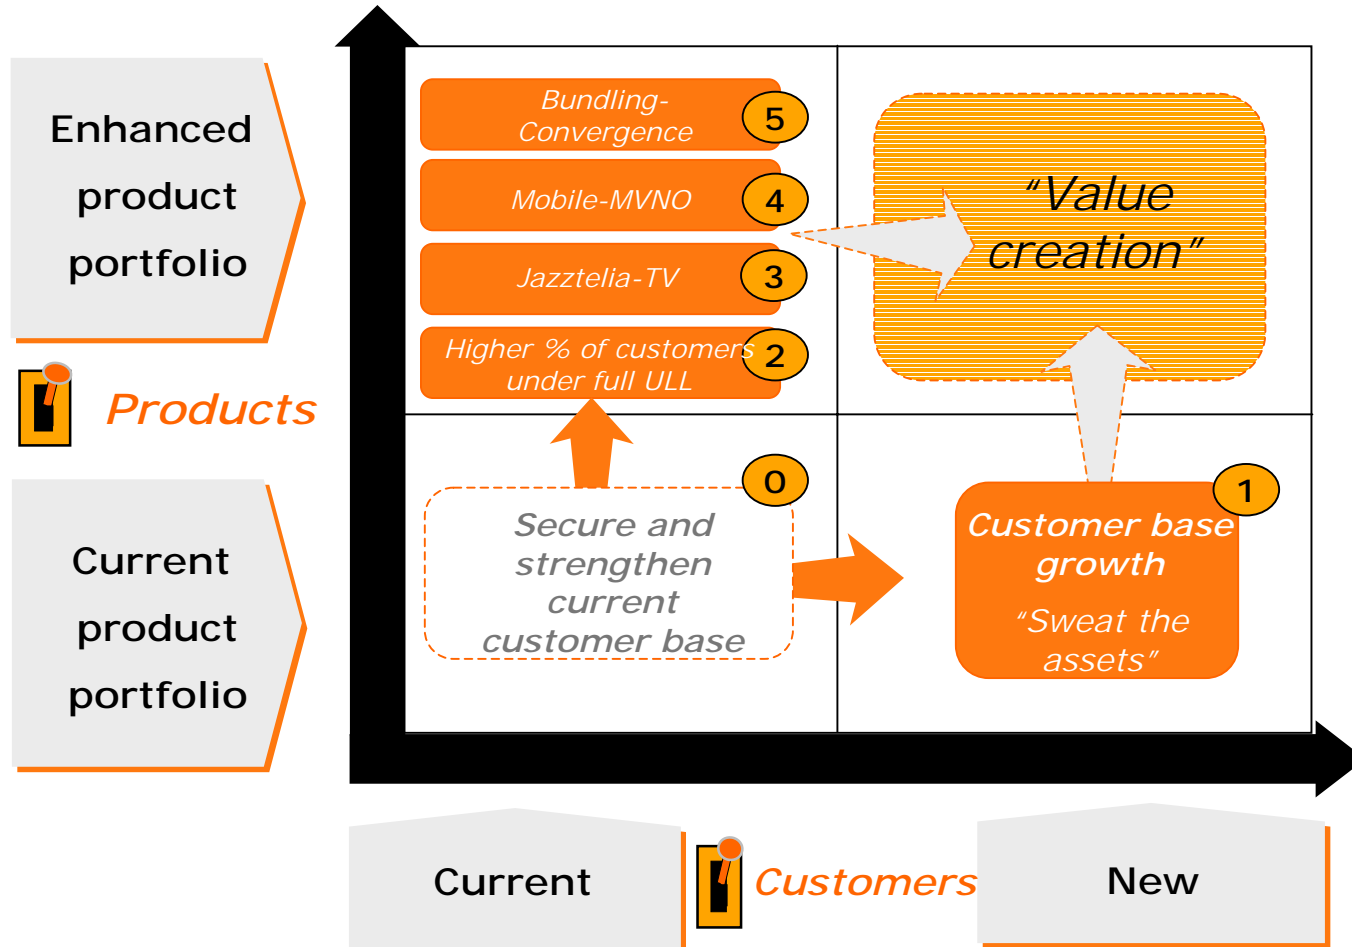 Enhanced
product
portfolio
Products
Current
product
portfolio
Bundling-
Convergence
5
Mobile-MVNO
4
Jazztelia-TV
3
Higher % of customers
under full ULL
2
“Value
creation”
0
Secure and
strengthen
current
customer base
1
Customer base
growth
“Sweat the
assets”
Current
Customers
New